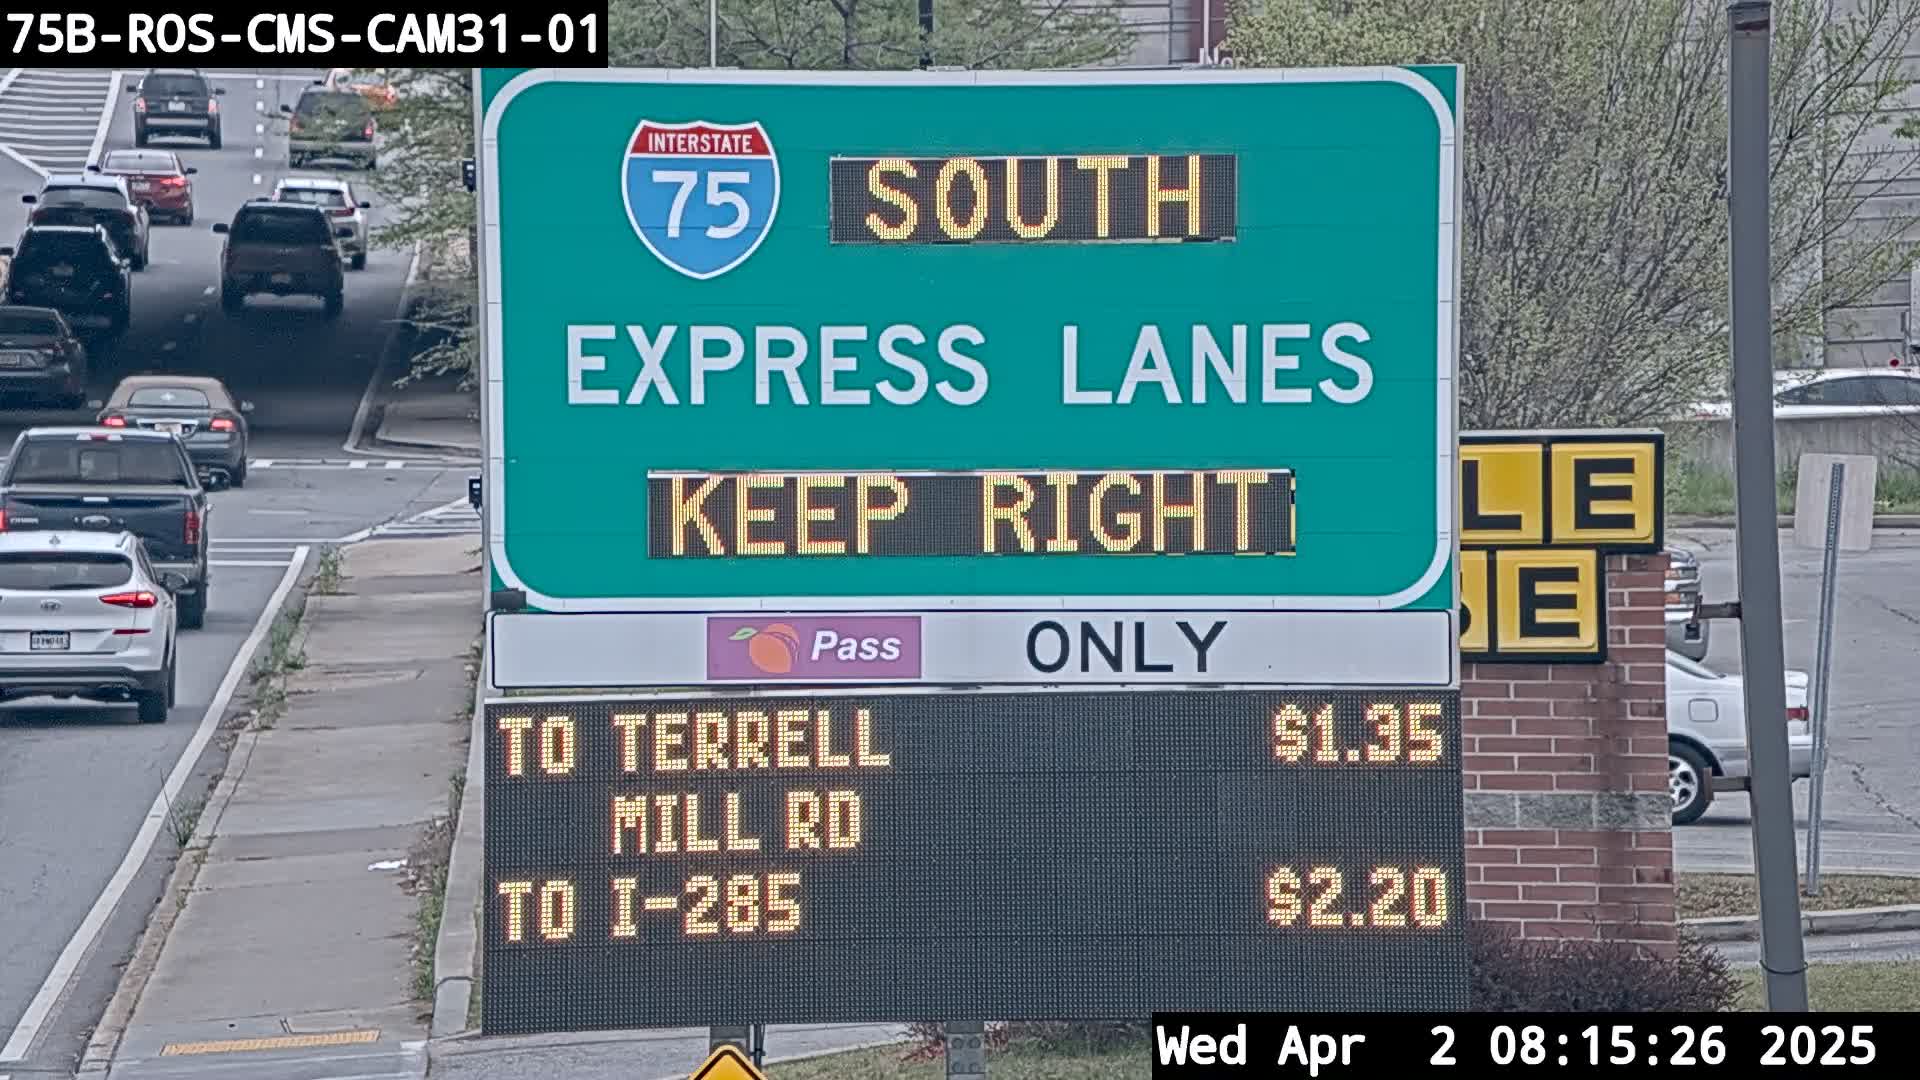 75B-ROS-CMS-CAM31-01
INTERSTATE
75
SOUTH
EXPRESS LANES
KEEP RIGHT
Pass ONLY
TO TERRELL $1.35
MILL RD
TO I-285 $2.20
LE
E
Wed Apr 2 08:15:26 2025